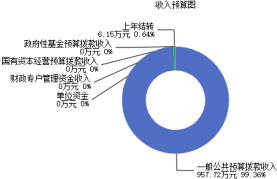 收入预算图
上年结转
6.15万元 0.64%
政府性基金预算拨款收入
0万元 0%
国有资本经营预算拨款收入
0万元 0%
财政专户管理资金收入
0万元 0%
单位资金
0万元 0%
一般公共预算拨款收入
957.72万元 99.36%